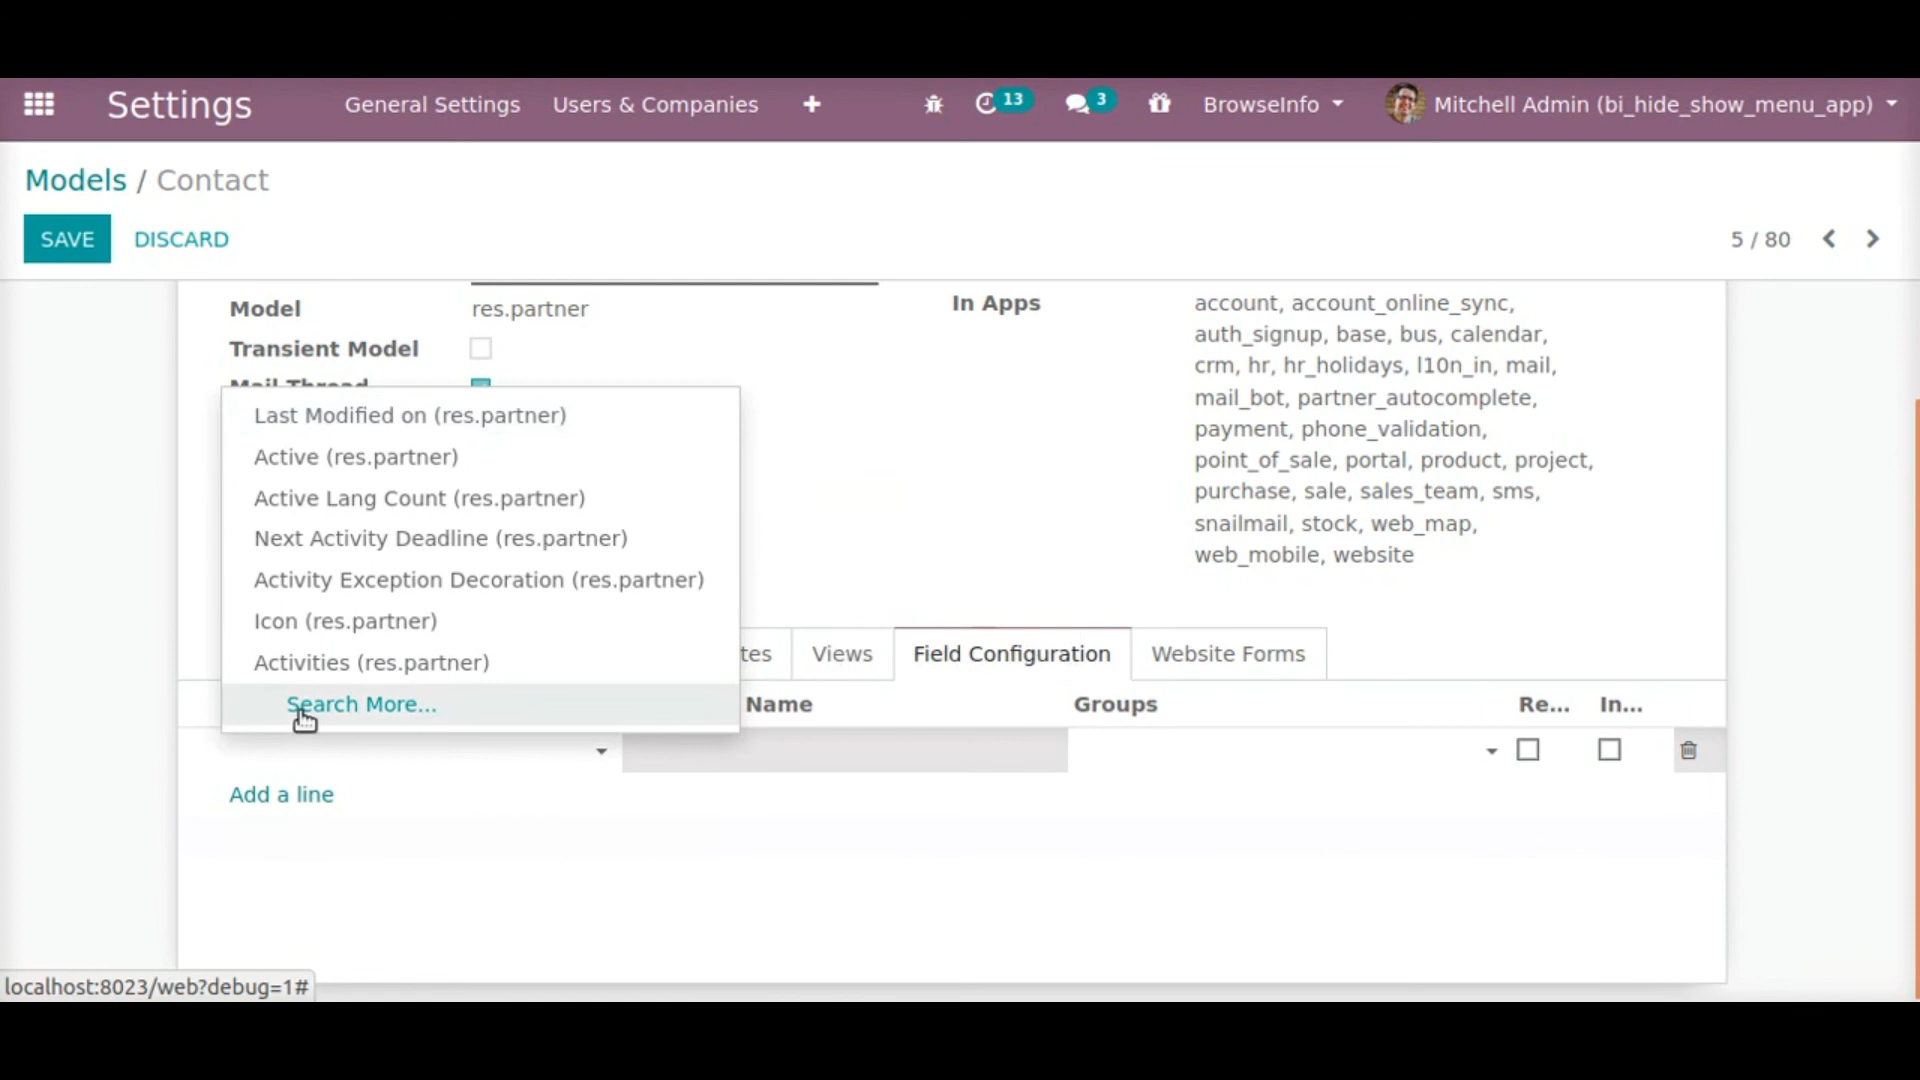 Settings General Settings Users & Companies + 13 3 BrowseInfo Mitchell Admin (bi_hide_show_menu_app)
Models / Contact
SAVE DISCARD 5 / 80
Model res.partner
Transient Model
In Apps account, account_online_sync,
auth_signup, base, bus, calendar,
crm, hr, hr_holidays, l10n_in, mail,
mail_bot, partner_autocomplete,
payment, phone_validation,
point_of_sale, portal, product, project,
purchase, sale, sales_team, sms,
snailmail, stock, web_map,
web_mobile, website
Mail Thread
Last Modified on (res.partner)
Active (res.partner)
Active Lang Count (res.partner)
Next Activity Deadline (res.partner)
Activity Exception Decoration (res.partner)
Icon (res.partner)
Activities (res.partner)
Search More...
tes Views Field Configuration Website Forms
Name Groups Re... In...
Add a line
localhost:8023/web?debug=1#